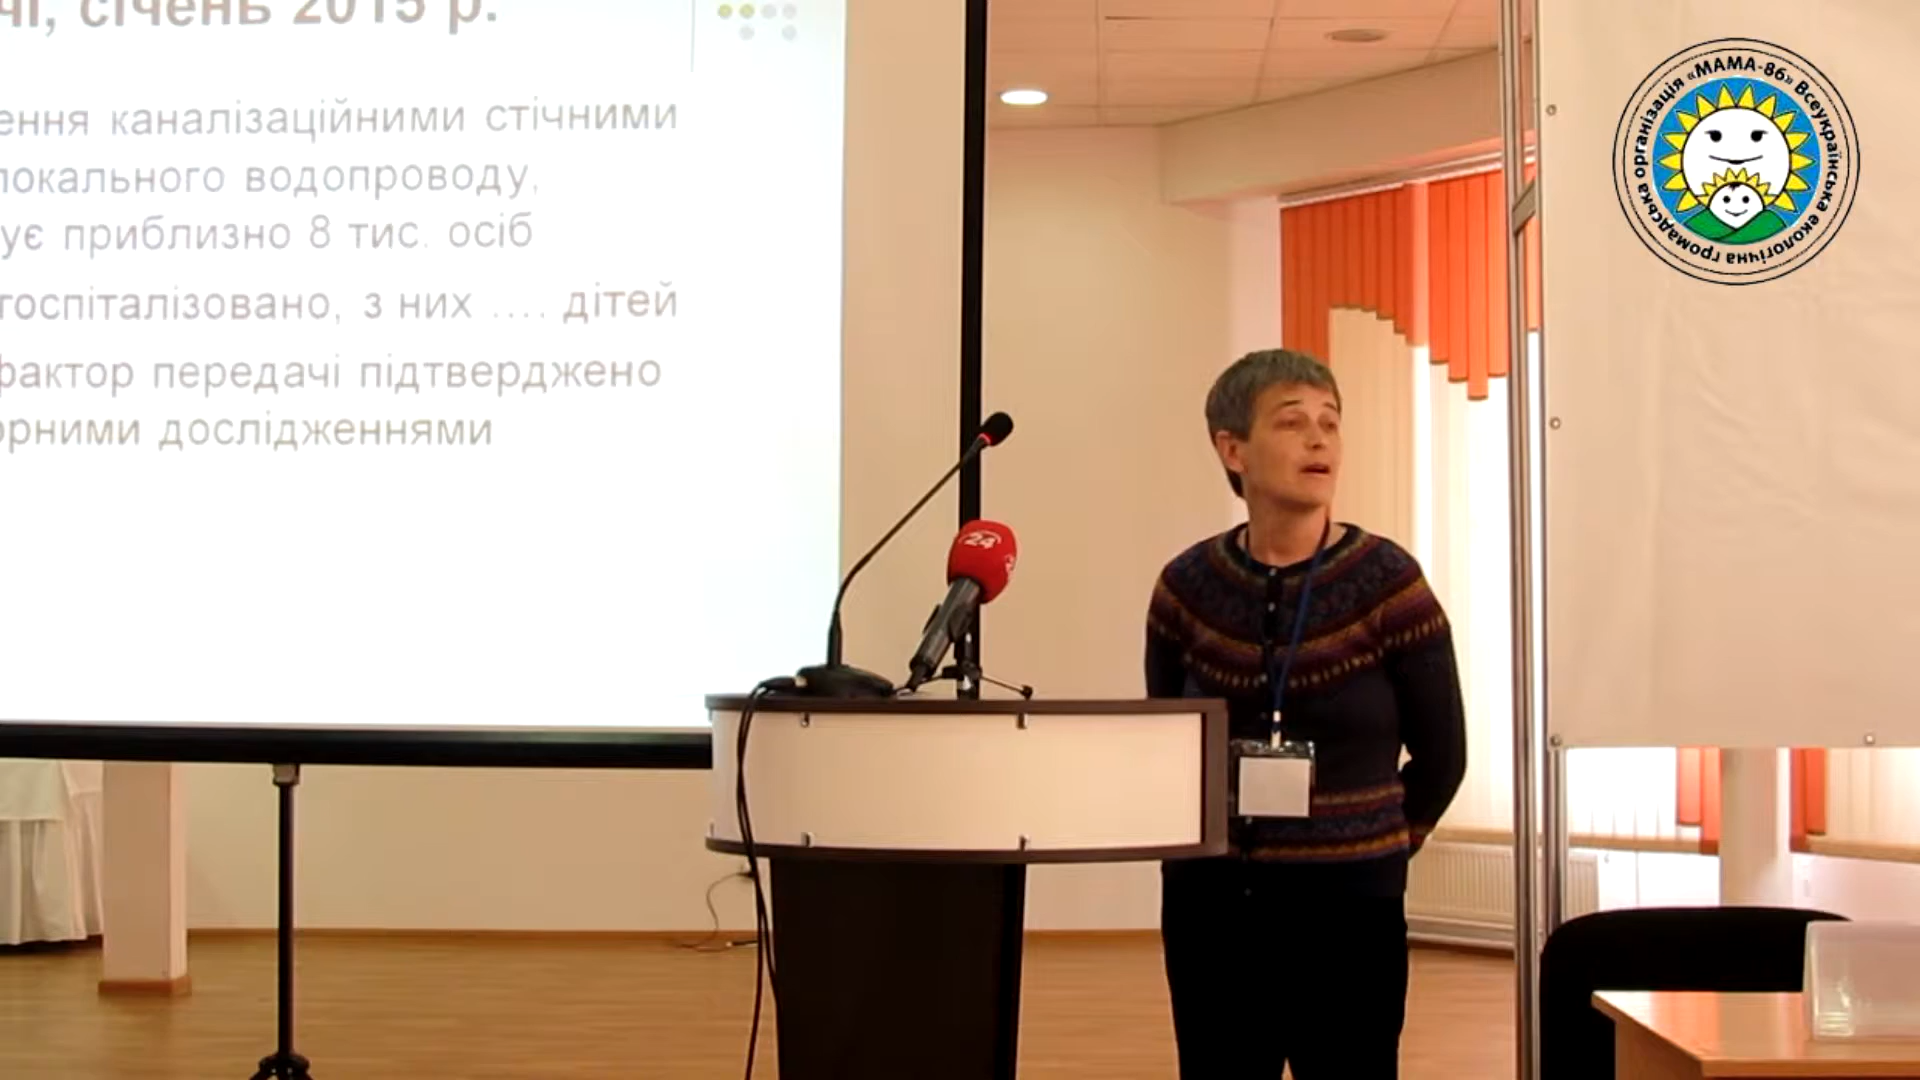 чі, січень 2015 р.
ення каналізаційними стічними
локального водопроводу,
ує приблизно 8 тис. осіб
госпіталізовано, з них .... дітей
фактор передачі підтверджено
орними дослідженнями
24
«МАМА-86» Всеукраїнська екологічна громадська організація